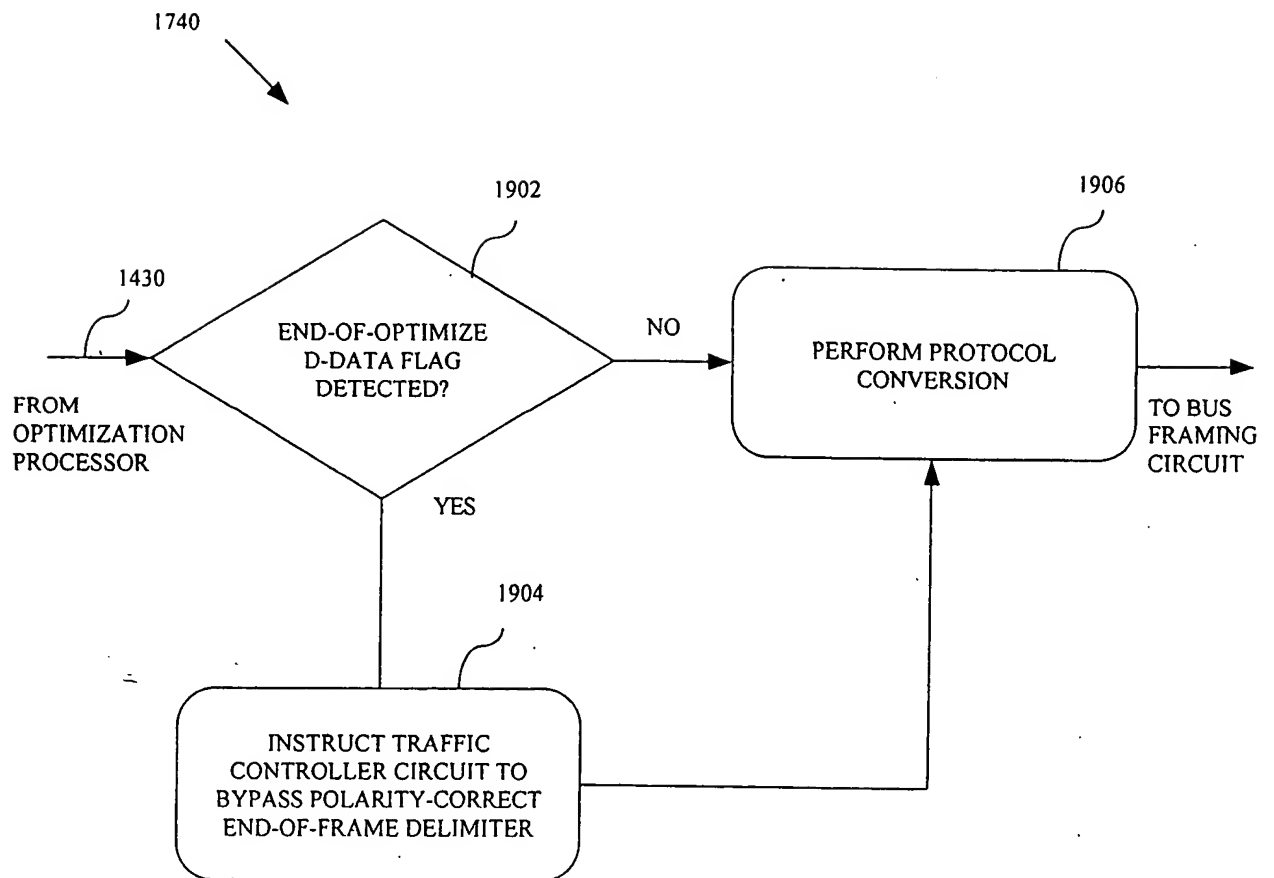 1740
1902
1906
1430
END-OF-OPTIMIZE
D-DATA FLAG
DETECTED?
NO
PERFORM PROTOCOL
CONVERSION
FROM
OPTIMIZATION
PROCESSOR
TO BUS
FRAMING
CIRCUIT
YES
1904
INSTRUCT TRAFFIC
CONTROLLER CIRCUIT TO
BYPASS POLARITY-CORRECT
END-OF-FRAME DELIMITER